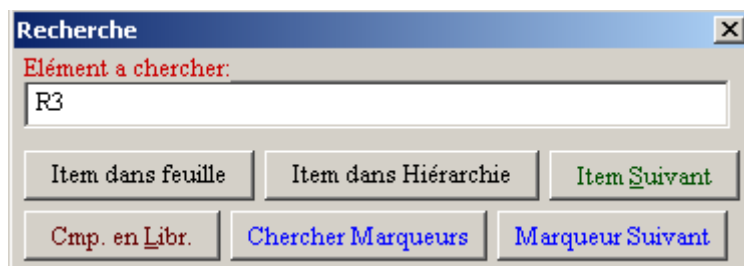 Recherche
Elément a chercher:
R3
Item dans feuille Item dans Hiérarchie Item Suivant
Cmp. en Libr. Chercher Marqueurs Marqueur Suivant